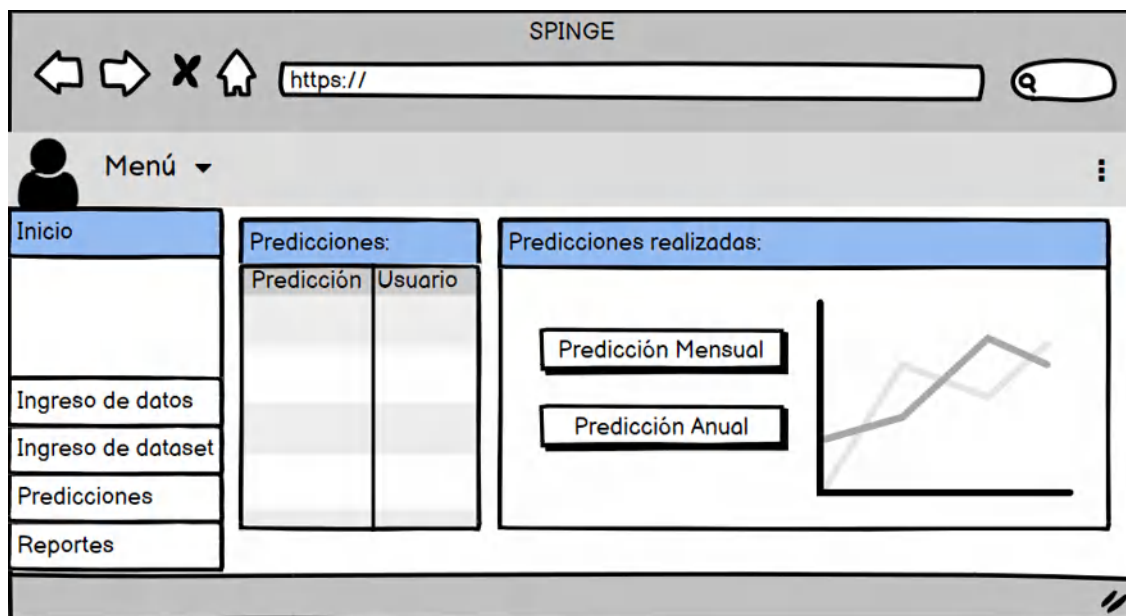 SPINGE
https://
Menú
Inicio
Ingreso de datos
Ingreso de dataset
Predicciones
Reportes
Predicciones:
Predicción Usuario
Predicciones realizadas:
Predicción Mensual
Predicción Anual